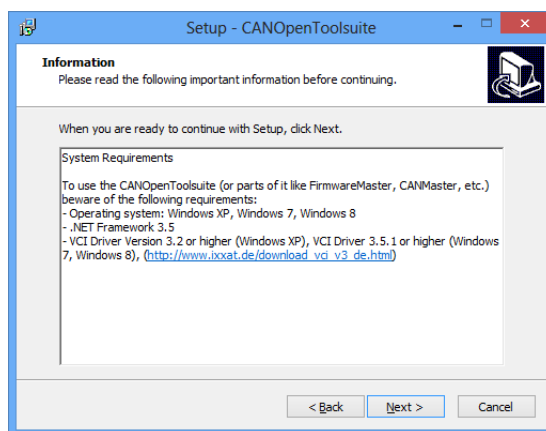 Setup - CANOpenToolsuite
Information
Please read the following important information before continuing.
When you are ready to continue with Setup, click Next.
System Requirements
To use the CANOpenToolsuite (or parts of it like FirmwareMaster, CANMaster, etc.)
beware of the following requirements:
- Operating system: Windows XP, Windows 7, Windows 8
- .NET Framework 3.5
- VCI Driver Version 3.2 or higher (Windows XP), VCI Driver 3.5.1 or higher (Windows
7, Windows 8), (http://www.ixxat.de/download_vci_v3_de.html)
< Back Next > Cancel